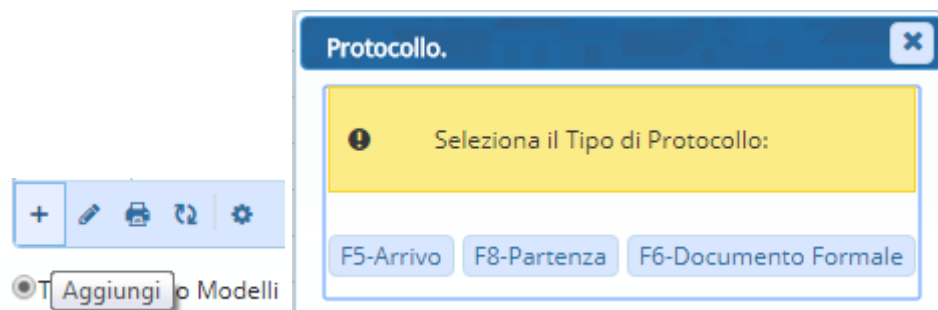 Protocollo.
Seleziona il Tipo di Protocollo:
F5-Arrivo F8-Partenza F6-Documento Formale
T Aggiungi o Modelli